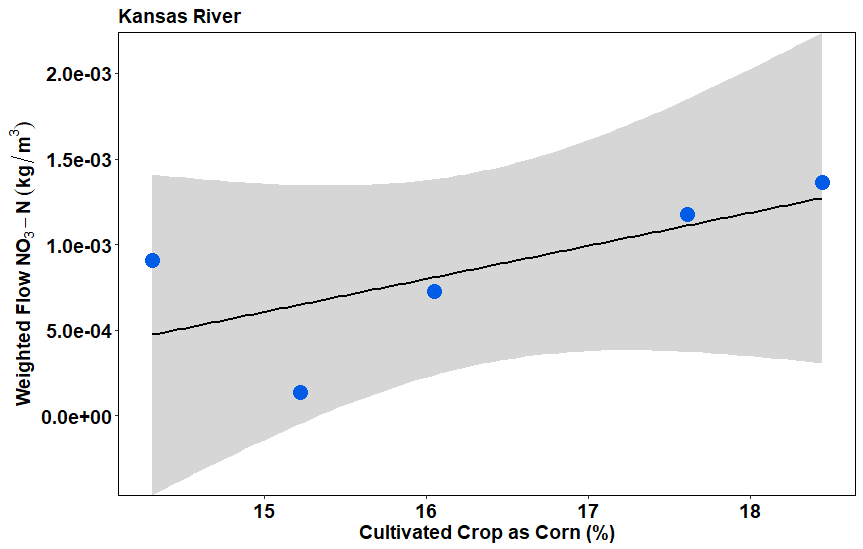 Kansas River
Weighted Flow NO₃−N (kg/m³)
2.0e-03
1.5e-03
1.0e-03
5.0e-04
0.0e+00
15 16 17 18
Cultivated Crop as Corn (%)